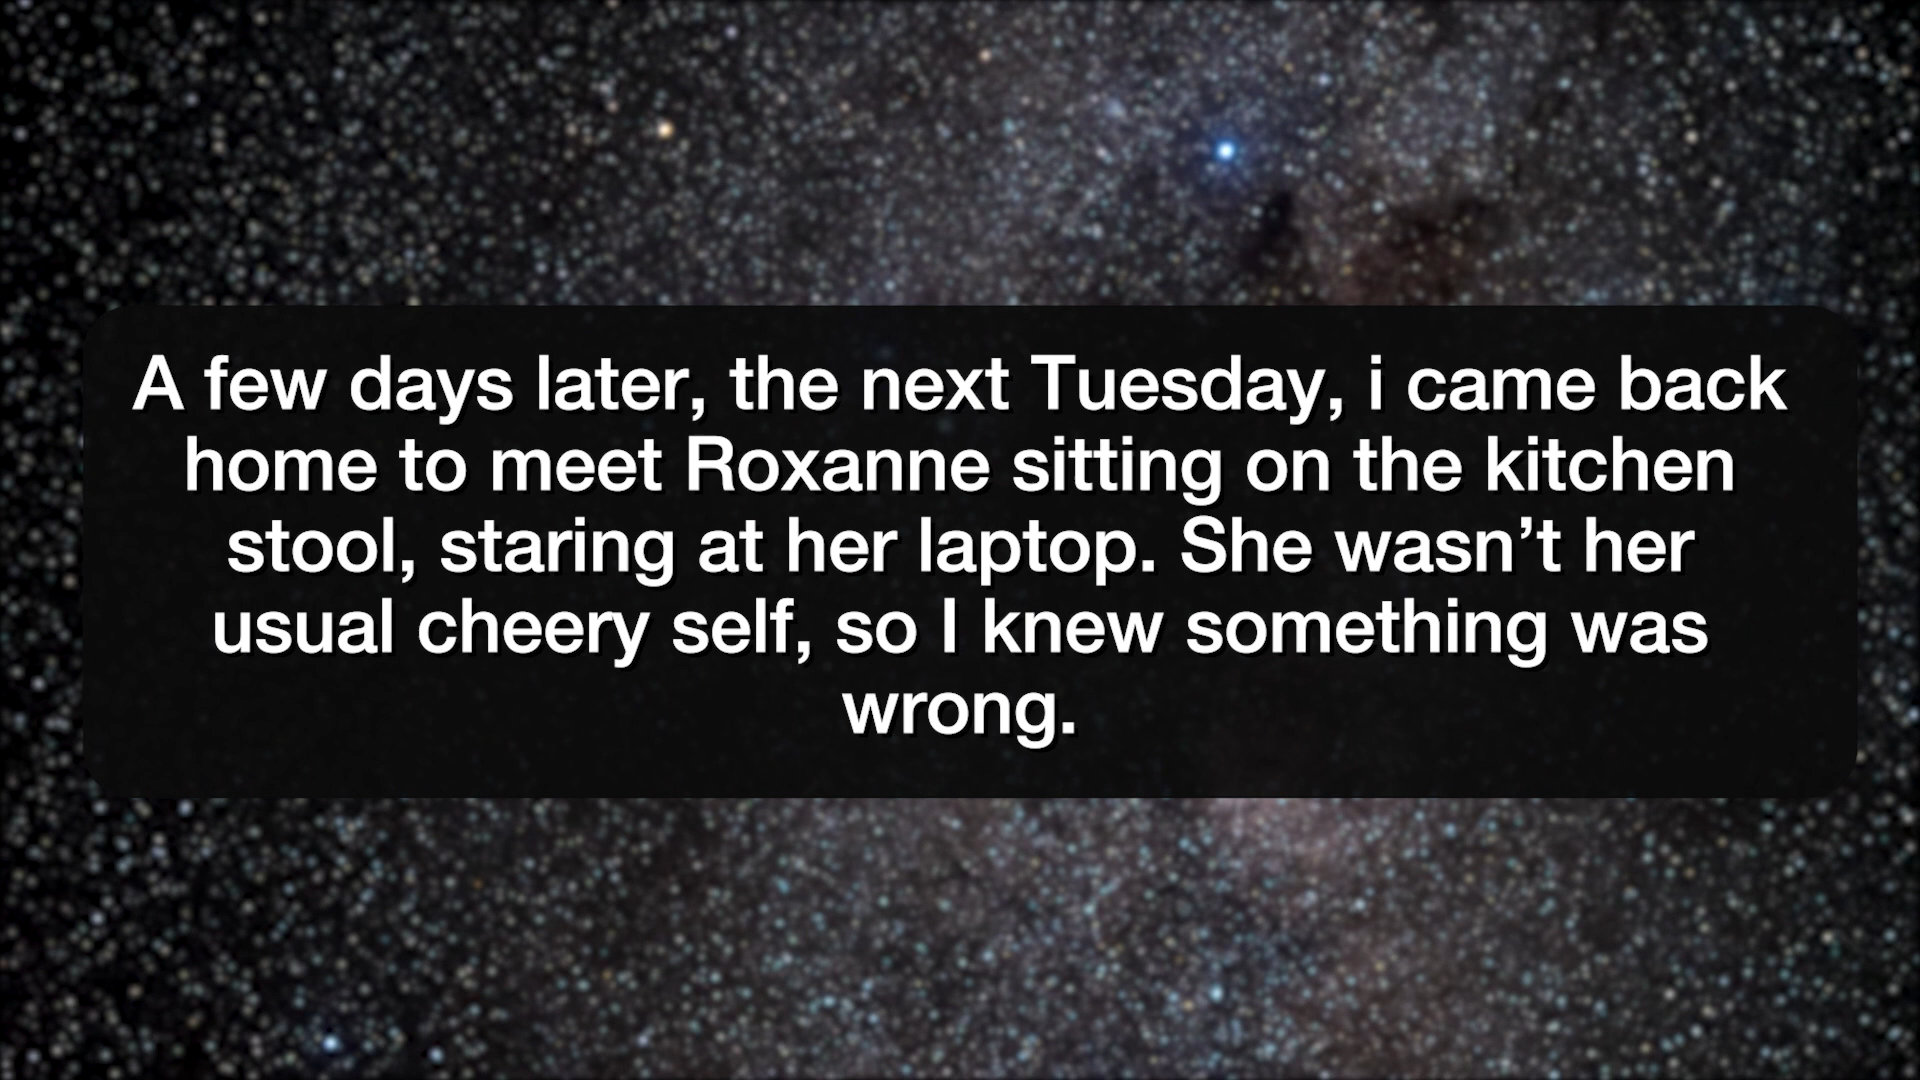 A few days later, the next Tuesday, i came back
home to meet Roxanne sitting on the kitchen
stool, staring at her laptop. She wasn’t her
usual cheery self, so I knew something was
wrong.